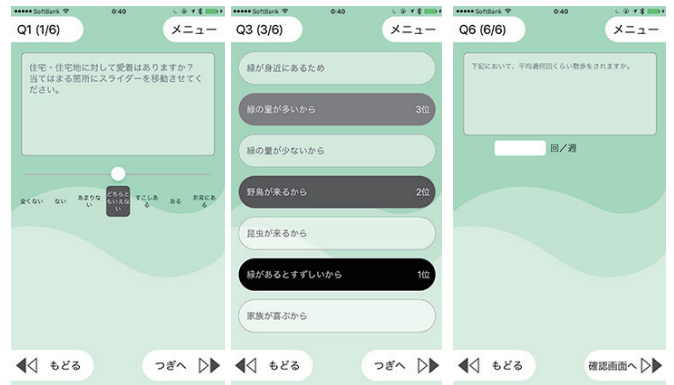 SoftBank 0:40
Q1 (1/6) メニュー
住宅・住宅地に対して愛着はありますか?
当てはまる箇所にスライダーを移動させてく
ださい。
全くない ない あまりない どちらともいえない すこしある ある 非常にある
もどる つぎへ
SoftBank 0:40
Q3 (3/6) メニュー
緑が身近にあるため
緑の量が多いから 3位
緑の量が少ないから
野鳥が来るから 2位
昆虫が来るから
緑があるとすずしいから 1位
家族が喜ぶから
もどる つぎへ
SoftBank 0:40
Q6 (6/6) メニュー
下記において、平均週何回くらい散歩をされますか。
回/週
もどる 確認画面へ